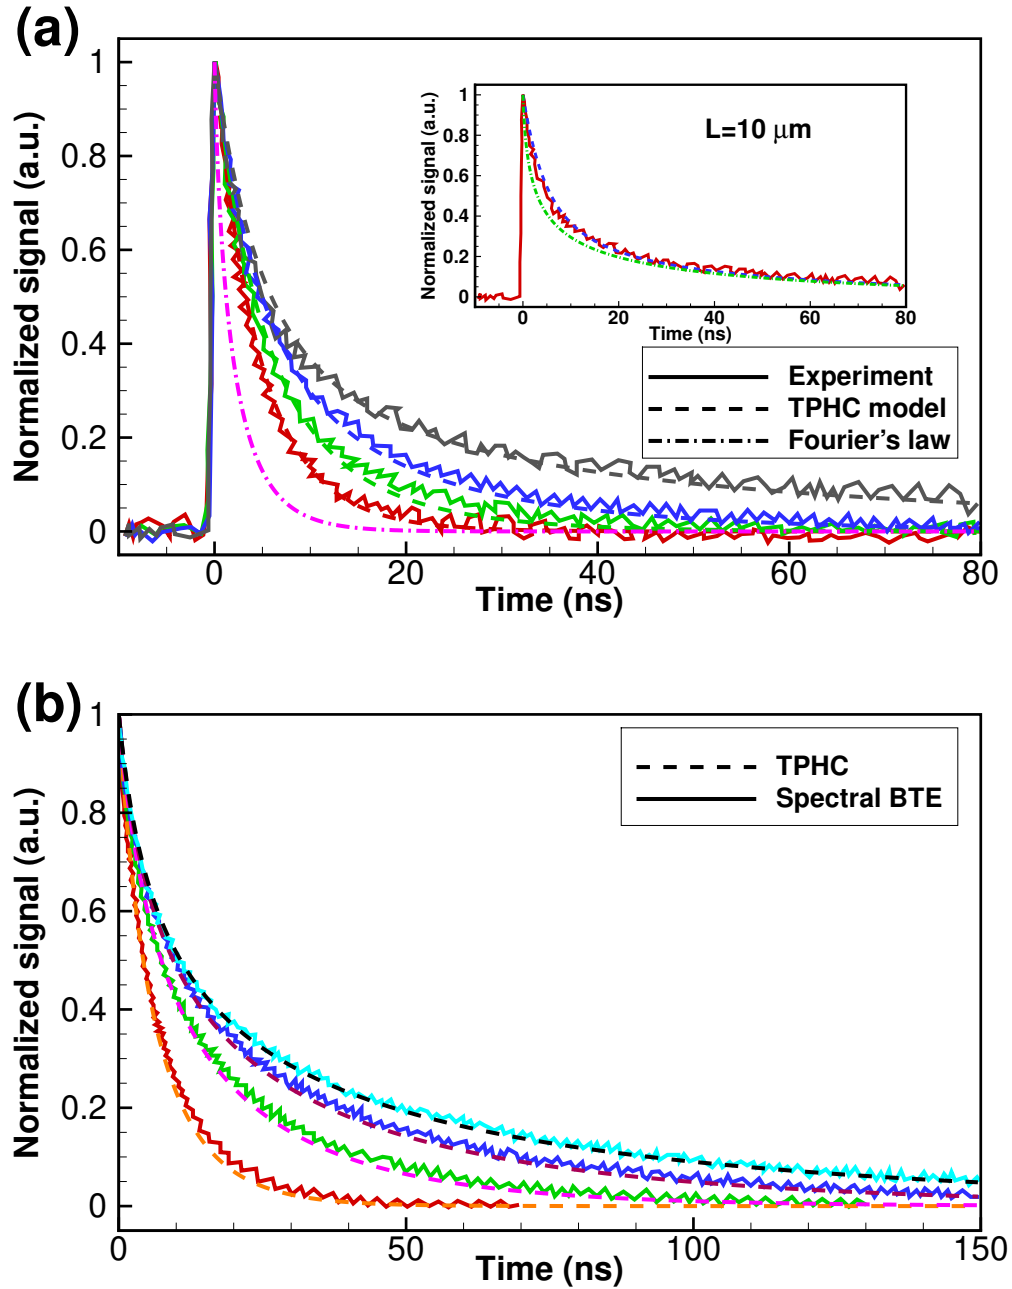 (a)
Normalized signal (a.u.)
1
0.8
0.6
0.4
0.2
0
0
20
40
60
80
Time (ns)
Normalized signal (a.u.)
1
0.8
0.6
0.4
0.2
0
0
20
40
60
80
Time (ns)
L=10 μm
Experiment
TPHC model
Fourier's law
(b)
Normalized signal (a.u.)
1
0.8
0.6
0.4
0.2
0
0
50
100
150
Time (ns)
TPHC
Spectral BTE